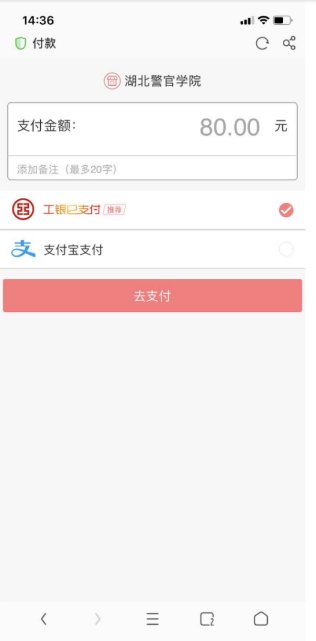 14:36
付款
湖北警官学院
支付金额:
80.00 元
添加备注（最多20字）
工银e支付 推荐
支付宝支付
去支付